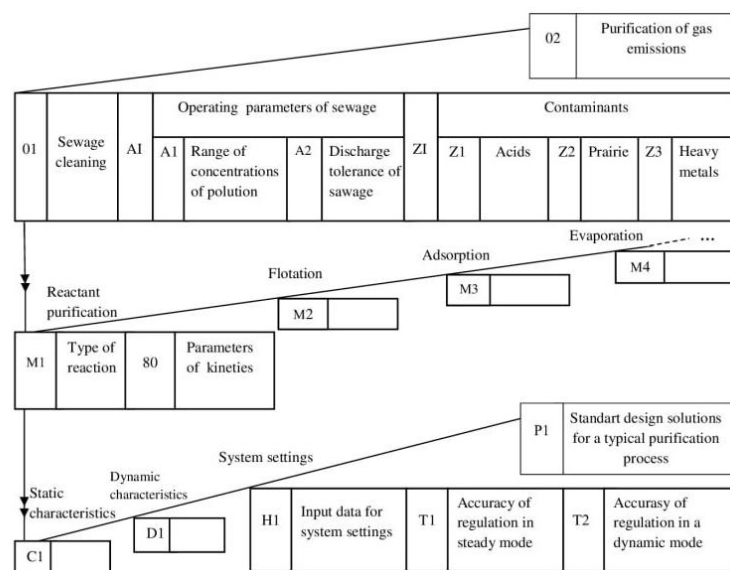 02
Purification of gas
emissions
01
Sewage
cleaning
AI
Operating parameters of sewage
A1
Range of
concentrations
of polution
A2
Discharge
tolerance of
sawage
ZI
Contaminants
Z1
Acids
Z2
Prairie
Z3
Heavy
metals
Evaporation
...
Adsorption
Flotation
Reactant
purification
M4
M3
M2
M1
Type of
reaction
80
Parameters
of kineties
P1
Standart design solutions
for a typical purification
process
System settings
Dynamic
characteristics
Static
characteristics
H1
Input data for
system settings
T1
Accuracy of
regulation in
steady mode
T2
Accurasy of
regulation in a
dynamic mode
D1
C1